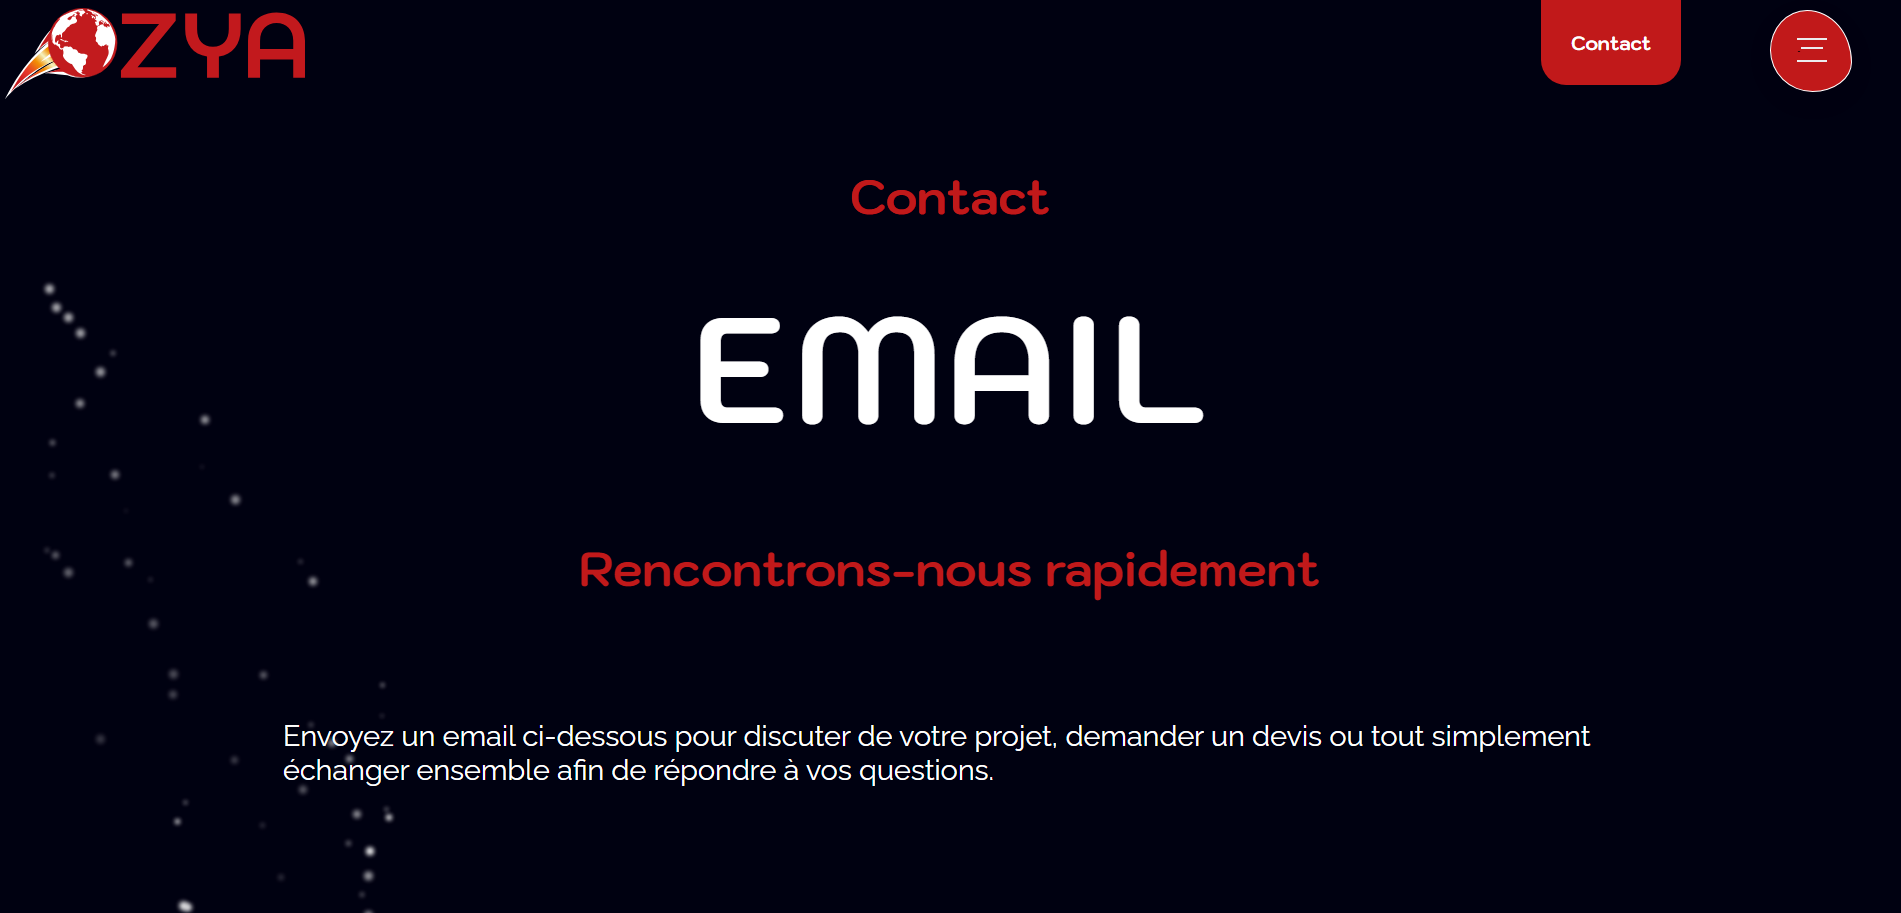 OZYA
Contact
Contact
EMAIL
Rencontrons-nous rapidement
Envoyez un email ci-dessous pour discuter de votre projet, demander un devis ou tout simplement
échanger ensemble afin de répondre à vos questions.